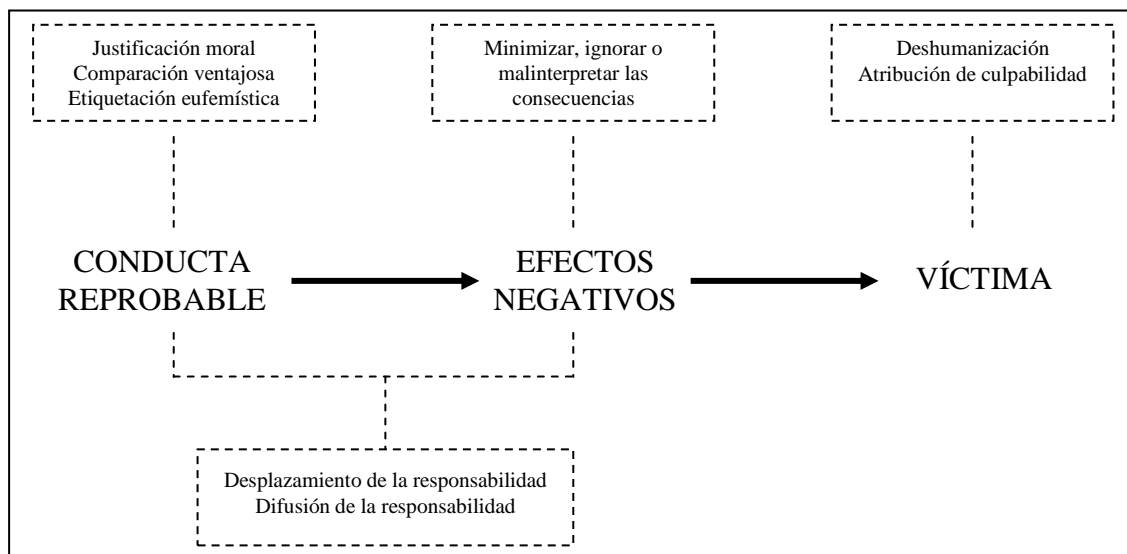 Justificación moral
Comparación ventajosa
Etiquetación eufemística
Minimizar, ignorar o
malinterpretar las
consecuencias
Deshumanización
Atribución de culpabilidad
CONDUCTA
REPROBABLE
EFECTOS
NEGATIVOS
VÍCTIMA
Desplazamiento de la responsabilidad
Difusión de la responsabilidad